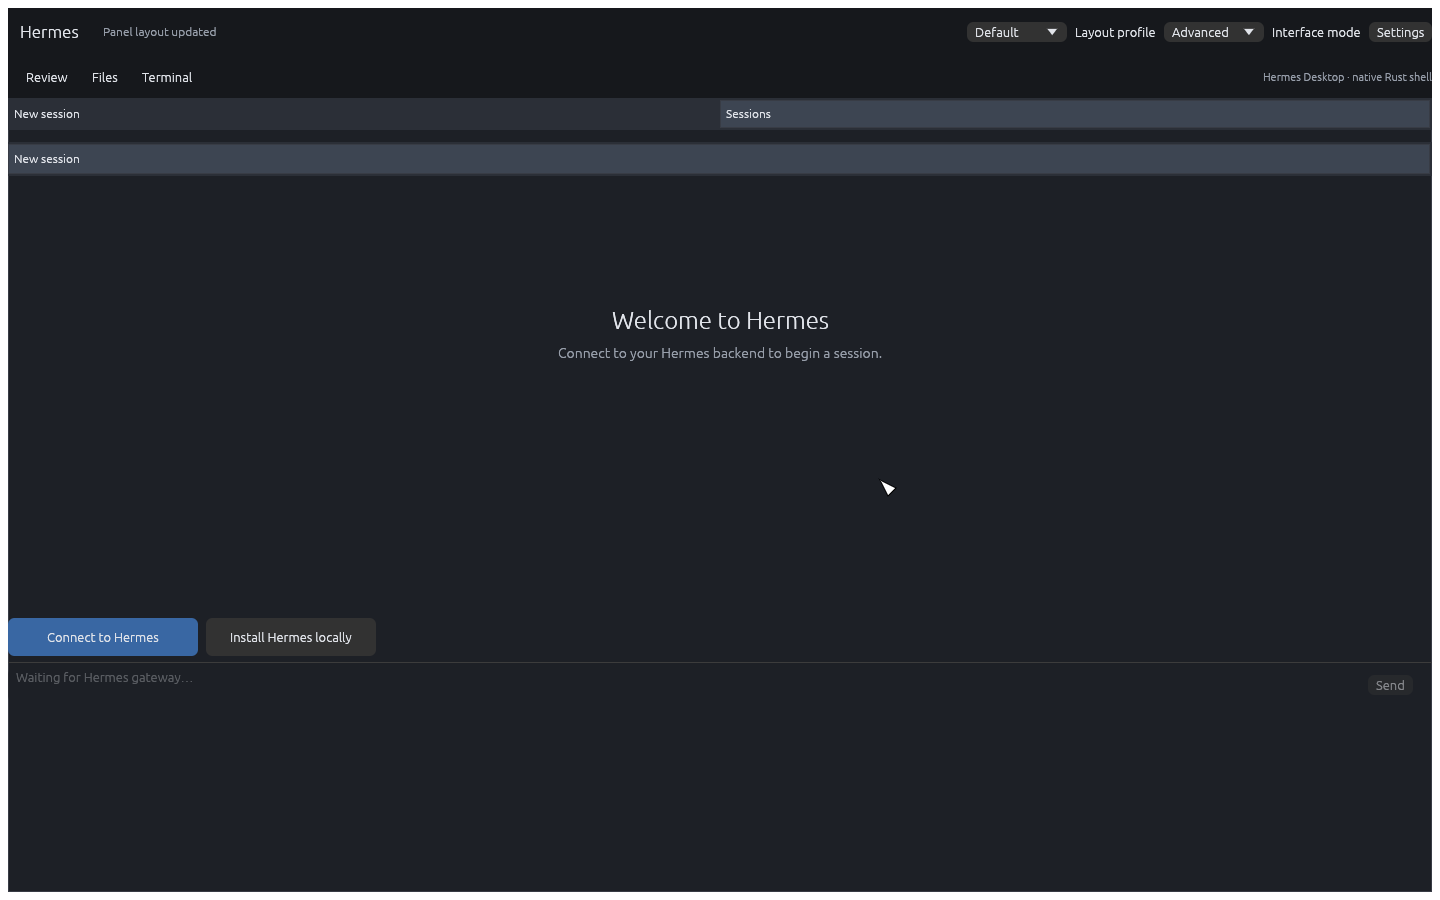 Hermes Panel layout updated Default Layout profile Advanced Interface mode Settings
Review Files Terminal Hermes Desktop · native Rust shell
New session Sessions
New session
Welcome to Hermes
Connect to your Hermes backend to begin a session.
Connect to Hermes Install Hermes locally
Waiting for Hermes gateway... Send